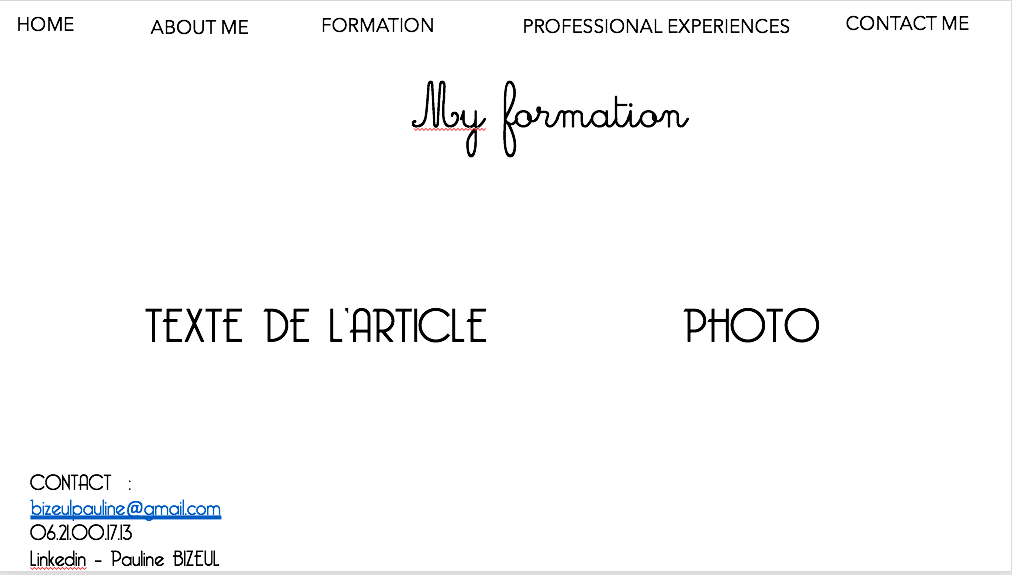 HOME ABOUT ME FORMATION PROFESSIONAL EXPERIENCES CONTACT ME
My formation
TEXTE DE L'ARTICLE PHOTO
CONTACT :
bizeulpauline@gmail.com
06.21.00.17.13
Linkedin - Pauline BIZEUL